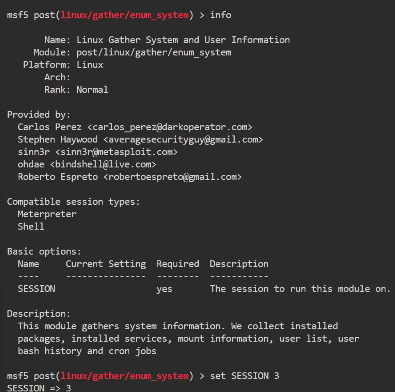 msf5 post(linux/gather/enum_system) > info
Name: Linux Gather System and User Information
Module: post/linux/gather/enum_system
Platform: Linux
Arch:
Rank: Normal
Provided by:
Carlos Perez <carlos_perez@darkoperator.com>
Stephen Haywood <averagesecurityguy@gmail.com>
sinn3r <sinn3r@metasploit.com>
ohdae <bindshell@live.com>
Roberto Espreto <robertoespreto@gmail.com>
Compatible session types:
Meterpreter
Shell
Basic options:
Name Current Setting Required Description
---- --------------- -------- -----------
SESSION yes The session to run this module on.
Description:
This module gathers system information. We collect installed
packages, installed services, mount information, user list, user
bash history and cron jobs
msf5 post(linux/gather/enum_system) > set SESSION 3
SESSION => 3